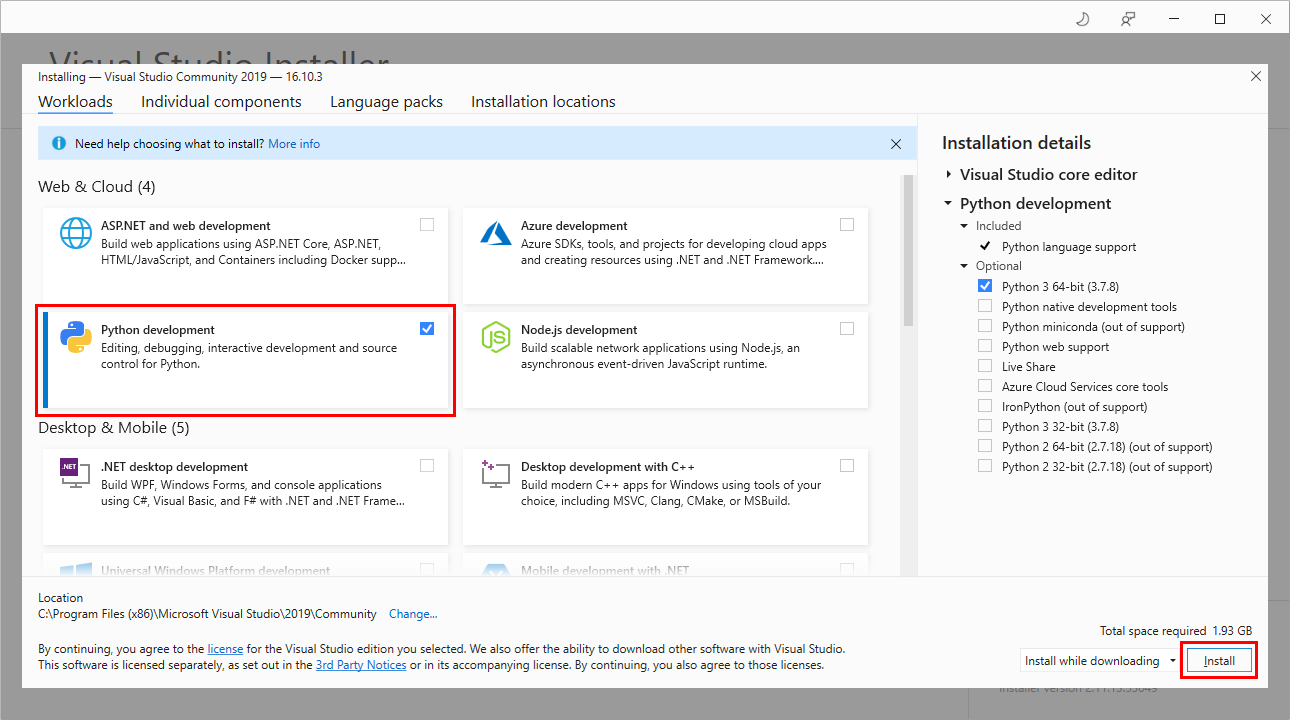 Visual Studio Installer
Installing — Visual Studio Community 2019 — 16.10.3
Workloads
Individual components
Language packs
Installation locations
Need help choosing what to install? More info
Web & Cloud (4)
ASP.NET and web development
Build web applications using ASP.NET Core, ASP.NET,
HTML/JavaScript, and Containers including Docker supp...
Azure development
Azure SDKs, tools, and projects for developing cloud apps
and creating resources using .NET and .NET Framework....
Python development
Editing, debugging, interactive development and source
control for Python.
JS
Node.js development
Build scalable network applications using Node.js, an
asynchronous event-driven JavaScript runtime.
Desktop & Mobile (5)
.NET
.NET desktop development
Build WPF, Windows Forms, and console applications
using C#, Visual Basic, and F# with .NET and .NET Frame...
Desktop development with C++
Build modern C++ apps for Windows using tools of your
choice, including MSVC, Clang, CMake, or MSBuild.
Universal Windows Platform development
Mobile development with .NET
Installation details
Visual Studio core editor
Python development
Included
Python language support
Optional
Python 3 64-bit (3.7.8)
Python native development tools
Python miniconda (out of support)
Python web support
Live Share
Azure Cloud Services core tools
IronPython (out of support)
Python 3 32-bit (3.7.8)
Python 2 64-bit (2.7.18) (out of support)
Python 2 32-bit (2.7.18) (out of support)
Location
C:\Program Files (x86)\Microsoft Visual Studio\2019\Community Change...
By continuing, you agree to the license for the Visual Studio edition you selected. We also offer the ability to download other software with Visual Studio.
This software is licensed separately, as set out in the 3rd Party Notices or in its accompanying license. By continuing, you also agree to those licenses.
Total space required 1.93 GB
Install while downloading
Install